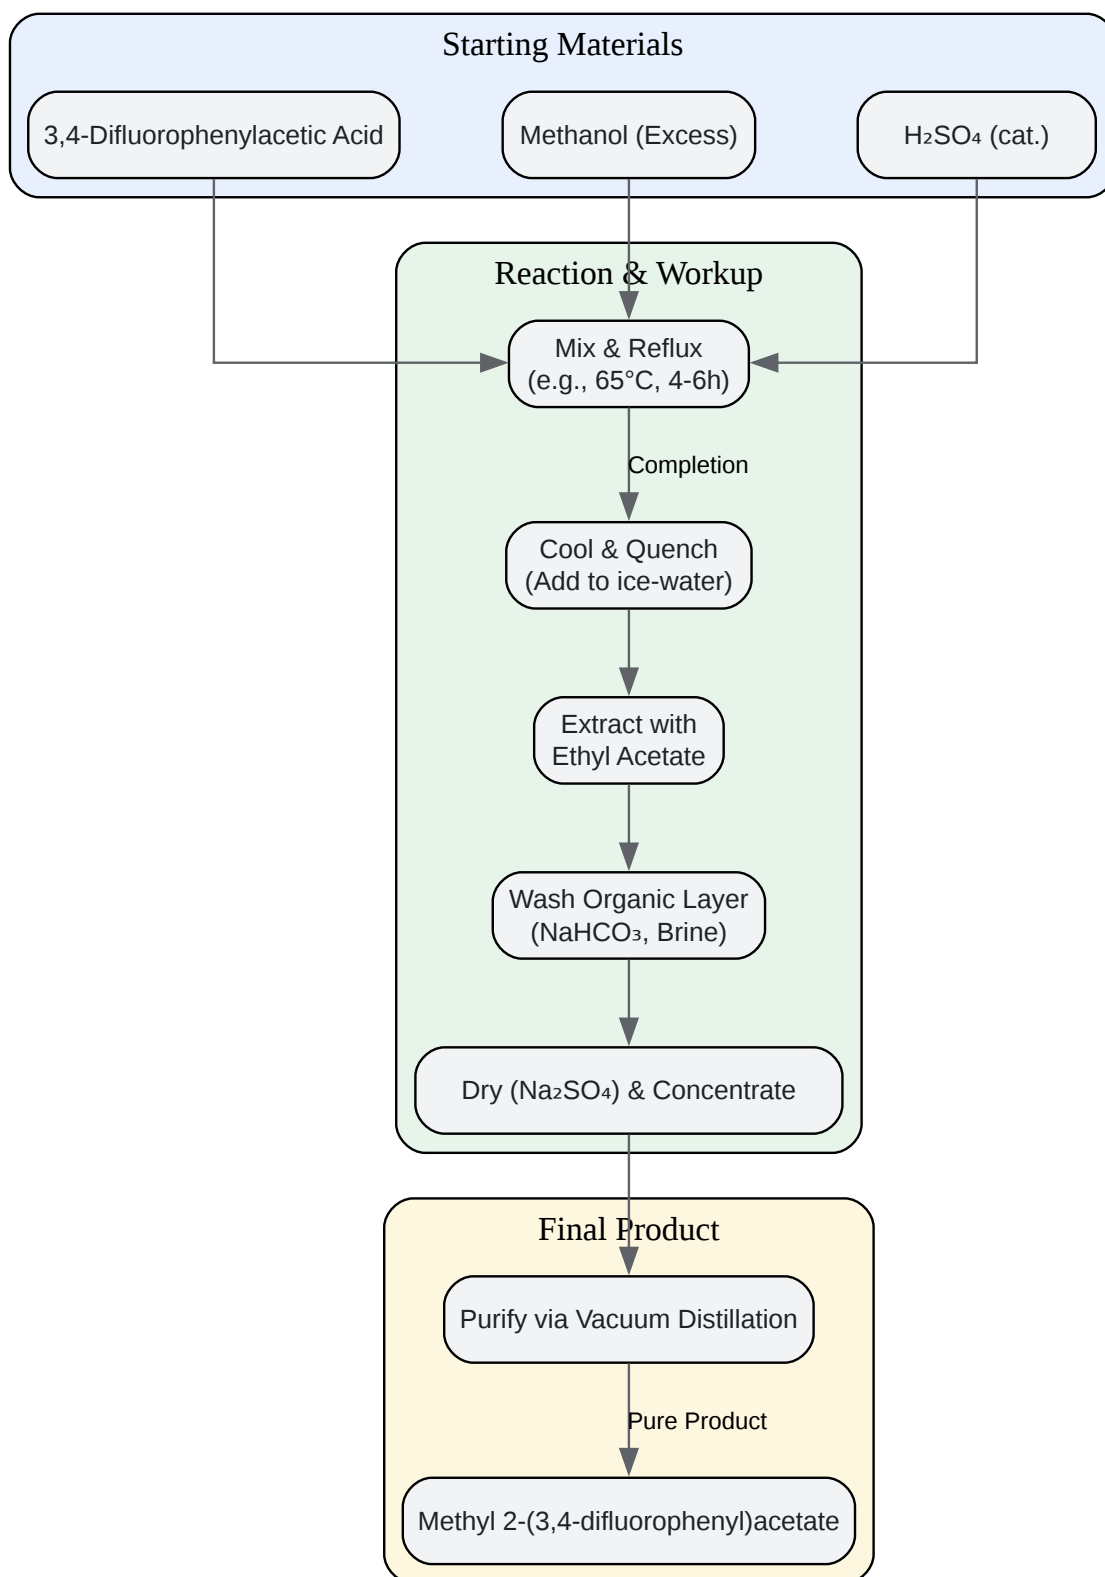 Starting Materials
3,4-Difluorophenylacetic Acid
Methanol (Excess)
H₂SO₄ (cat.)
Reaction & Workup
Mix & Reflux
(e.g., 65°C, 4-6h)
Completion
Cool & Quench
(Add to ice-water)
Extract with
Ethyl Acetate
Wash Organic Layer
(NaHCO₃, Brine)
Dry (Na₂SO₄) & Concentrate
Final Product
Purify via Vacuum Distillation
Pure Product
Methyl 2-(3,4-difluorophenyl)acetate